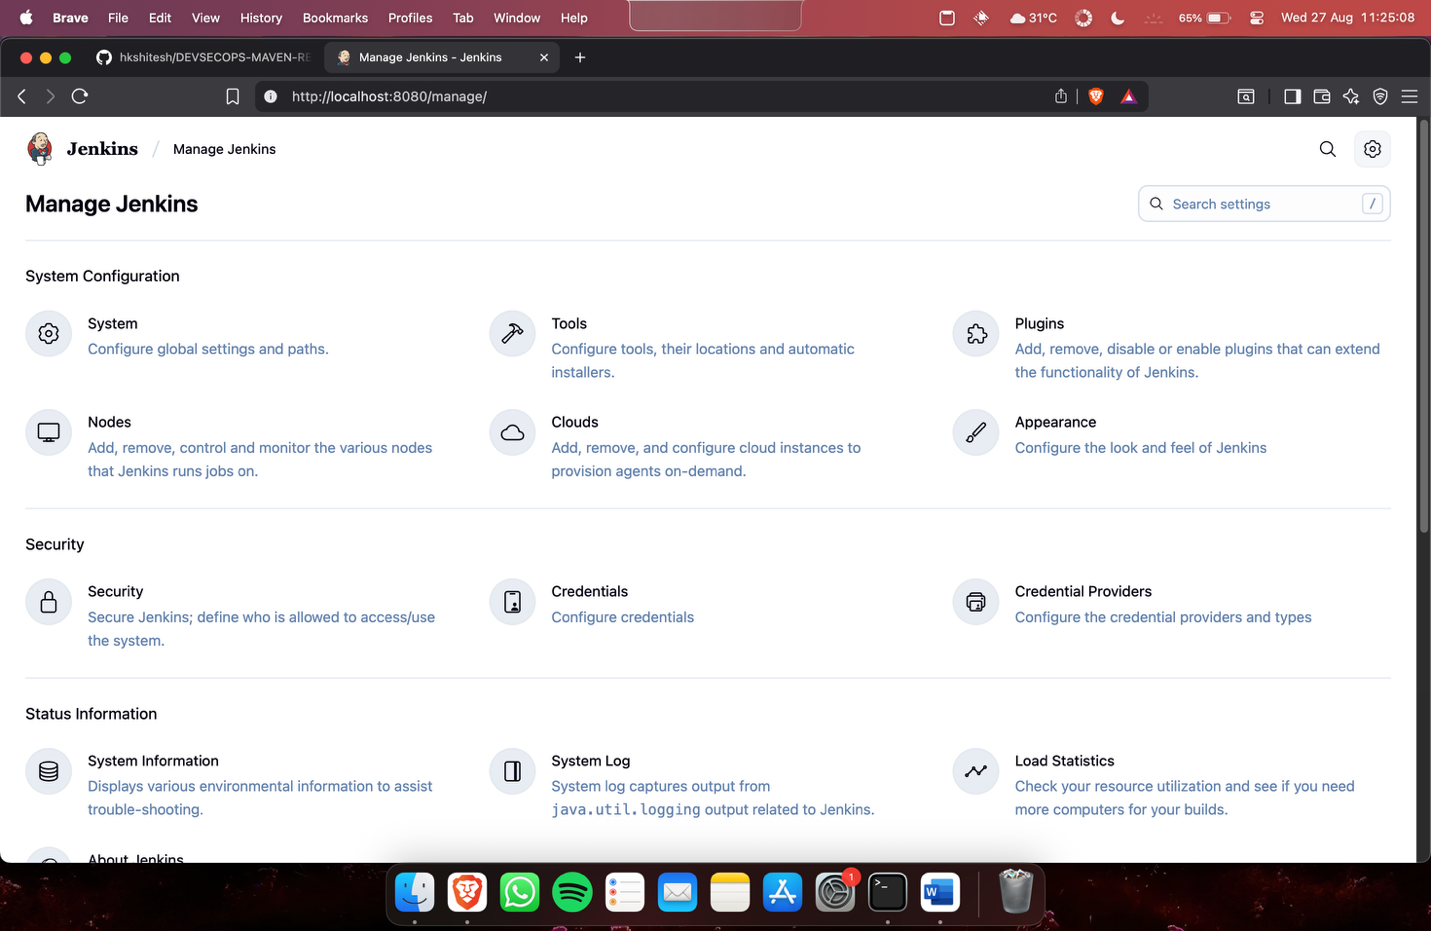 Brave File Edit View History Bookmarks Profiles Tab Window Help 31°C 65% Wed 27 Aug 11:25:08
hkshitesh/DEVSECOPS-MAVEN-RE Manage Jenkins - Jenkins
http://localhost:8080/manage/
Jenkins / Manage Jenkins
Manage Jenkins
Search settings /
System Configuration
System
Configure global settings and paths.
Tools
Configure tools, their locations and automatic
installers.
Plugins
Add, remove, disable or enable plugins that can extend
the functionality of Jenkins.
Nodes
Add, remove, control and monitor the various nodes
that Jenkins runs jobs on.
Clouds
Add, remove, and configure cloud instances to
provision agents on-demand.
Appearance
Configure the look and feel of Jenkins
Security
Security
Secure Jenkins; define who is allowed to access/use
the system.
Credentials
Configure credentials
Credential Providers
Configure the credential providers and types
Status Information
System Information
Displays various environmental information to assist
trouble-shooting.
System Log
System log captures output from
java.util.logging output related to Jenkins.
Load Statistics
Check your resource utilization and see if you need
more computers for your builds.
About Jenkins
1
>_
W